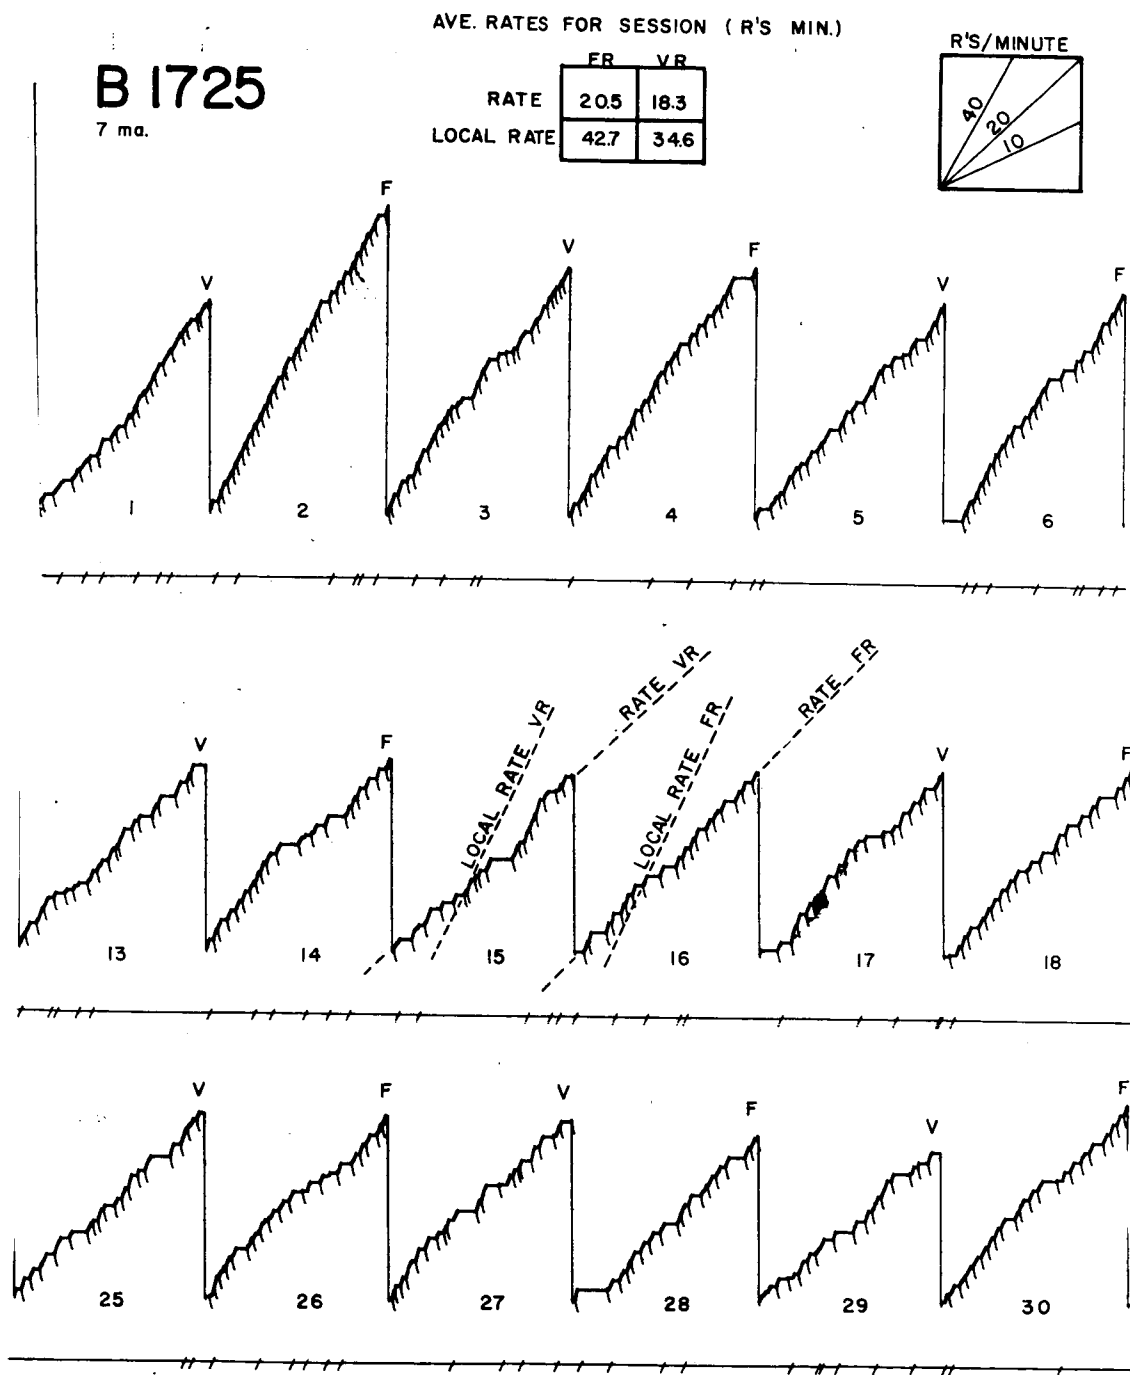 AVE. RATES FOR SESSION (R'S MIN.)
B 1725
7 ma.
FR VR
RATE 20.5 18.3
LOCAL RATE 42.7 34.6
R'S/MINUTE
40
20
10
V F V F V F
1 2 3 4 5 6
LOCAL RATE VR
RATE VR
LOCAL RATE FR
RATE FR
V F V F
13 14 15 16 17 18
V F V F V F
25 26 27 28 29 30